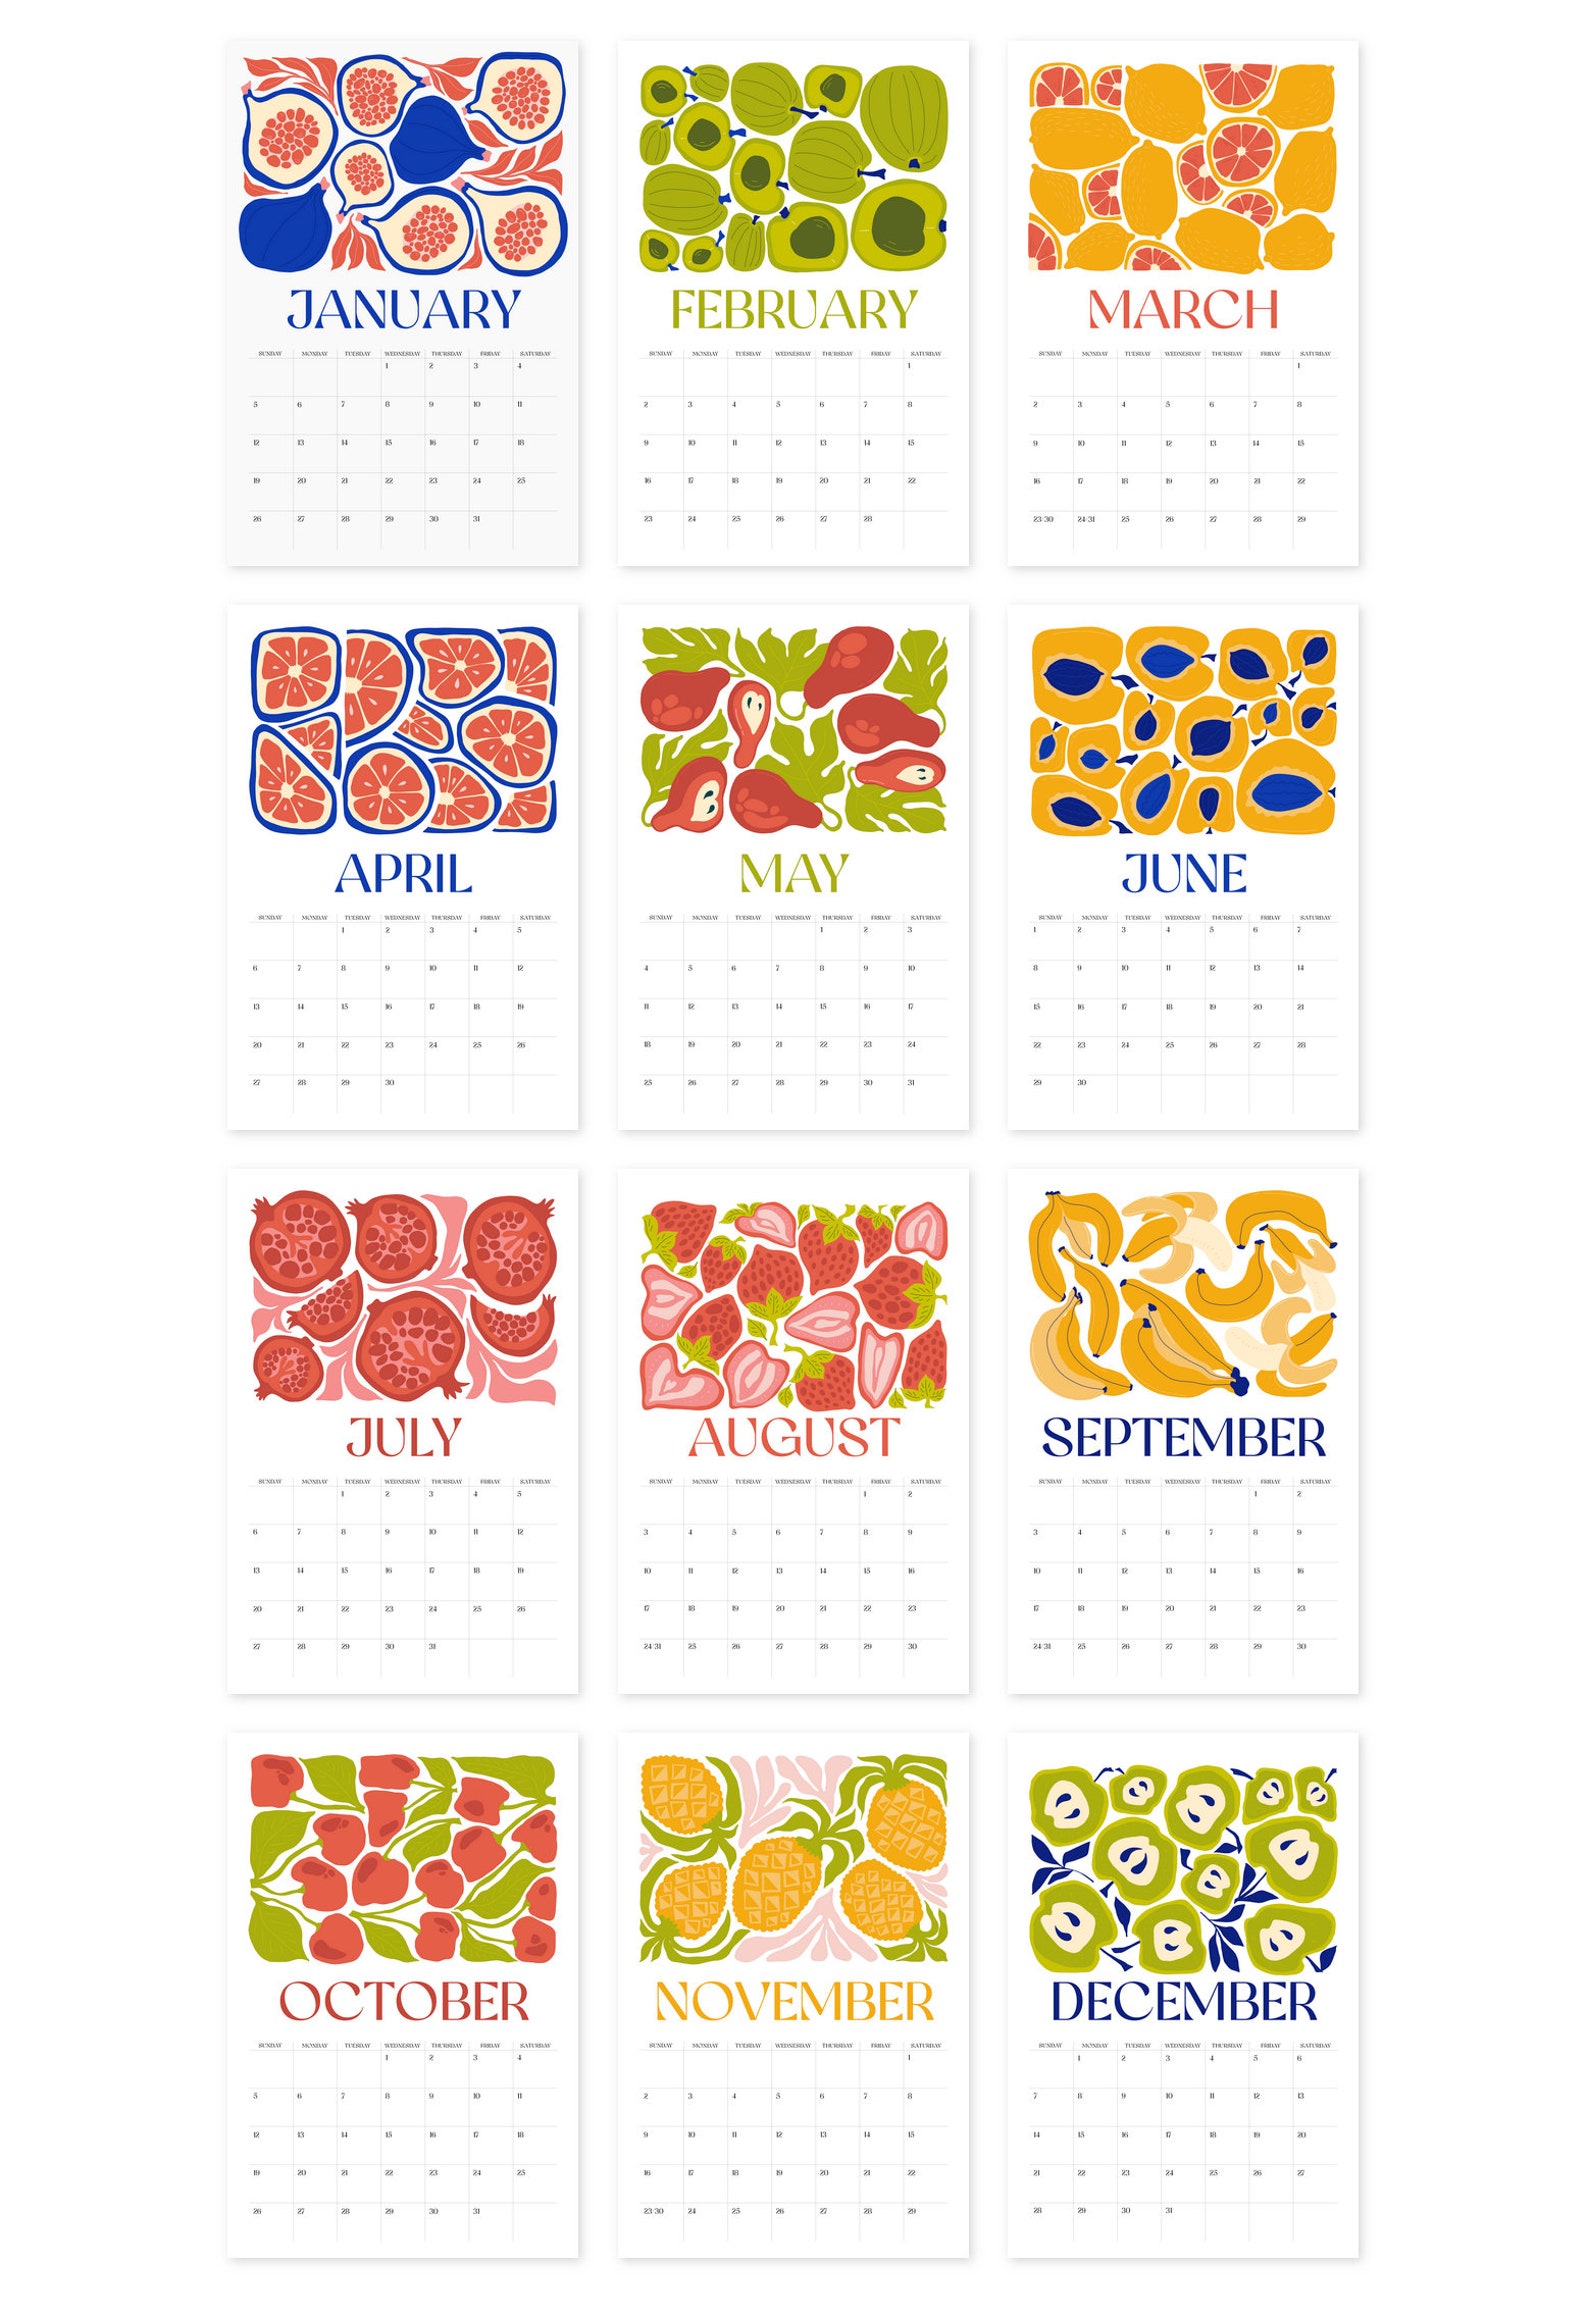 JANUARY
SUNDAY MONDAY TUESDAY WEDNESDAY THURSDAY FRIDAY SATURDAY
1 2 3 4
5 6 7 8 9 10 11
12 13 14 15 16 17 18
19 20 21 22 23 24 25
26 27 28 29 30 31
FEBRUARY
SUNDAY MONDAY TUESDAY WEDNESDAY THURSDAY FRIDAY SATURDAY
1
2 3 4 5 6 7 8
9 10 11 12 13 14 15
16 17 18 19 20 21 22
23 24 25 26 27 28
MARCH
SUNDAY MONDAY TUESDAY WEDNESDAY THURSDAY FRIDAY SATURDAY
1
2 3 4 5 6 7 8
9 10 11 12 13 14 15
16 17 18 19 20 21 22
23/30 24/31 25 26 27 28 29
APRIL
SUNDAY MONDAY TUESDAY WEDNESDAY THURSDAY FRIDAY SATURDAY
1 2 3 4 5
6 7 8 9 10 11 12
13 14 15 16 17 18 19
20 21 22 23 24 25 26
27 28 29 30
MAY
SUNDAY MONDAY TUESDAY WEDNESDAY THURSDAY FRIDAY SATURDAY
1 2 3
4 5 6 7 8 9 10
11 12 13 14 15 16 17
18 19 20 21 22 23 24
25 26 27 28 29 30 31
JUNE
SUNDAY MONDAY TUESDAY WEDNESDAY THURSDAY FRIDAY SATURDAY
1 2 3 4 5 6 7
8 9 10 11 12 13 14
15 16 17 18 19 20 21
22 23 24 25 26 27 28
29 30
JULY
SUNDAY MONDAY TUESDAY WEDNESDAY THURSDAY FRIDAY SATURDAY
1 2 3 4 5
6 7 8 9 10 11 12
13 14 15 16 17 18 19
20 21 22 23 24 25 26
27 28 29 30 31
AUGUST
SUNDAY MONDAY TUESDAY WEDNESDAY THURSDAY FRIDAY SATURDAY
1 2
3 4 5 6 7 8 9
10 11 12 13 14 15 16
17 18 19 20 21 22 23
24/31 25 26 27 28 29 30
SEPTEMBER
SUNDAY MONDAY TUESDAY WEDNESDAY THURSDAY FRIDAY SATURDAY
1 2
3 4 5 6 7 8 9
10 11 12 13 14 15 16
17 18 19 20 21 22 23
24/31 25 26 27 28 29 30
OCTOBER
SUNDAY MONDAY TUESDAY WEDNESDAY THURSDAY FRIDAY SATURDAY
1 2 3 4
5 6 7 8 9 10 11
12 13 14 15 16 17 18
19 20 21 22 23 24 25
26 27 28 29 30 31
NOVEMBER
SUNDAY MONDAY TUESDAY WEDNESDAY THURSDAY FRIDAY SATURDAY
1
2 3 4 5 6 7 8
9 10 11 12 13 14 15
16 17 18 19 20 21 22
23/30 24 25 26 27 28 29
DECEMBER
SUNDAY MONDAY TUESDAY WEDNESDAY THURSDAY FRIDAY SATURDAY
1 2 3 4 5 6
7 8 9 10 11 12 13
14 15 16 17 18 19 20
21 22 23 24 25 26 27
28 29 30 31